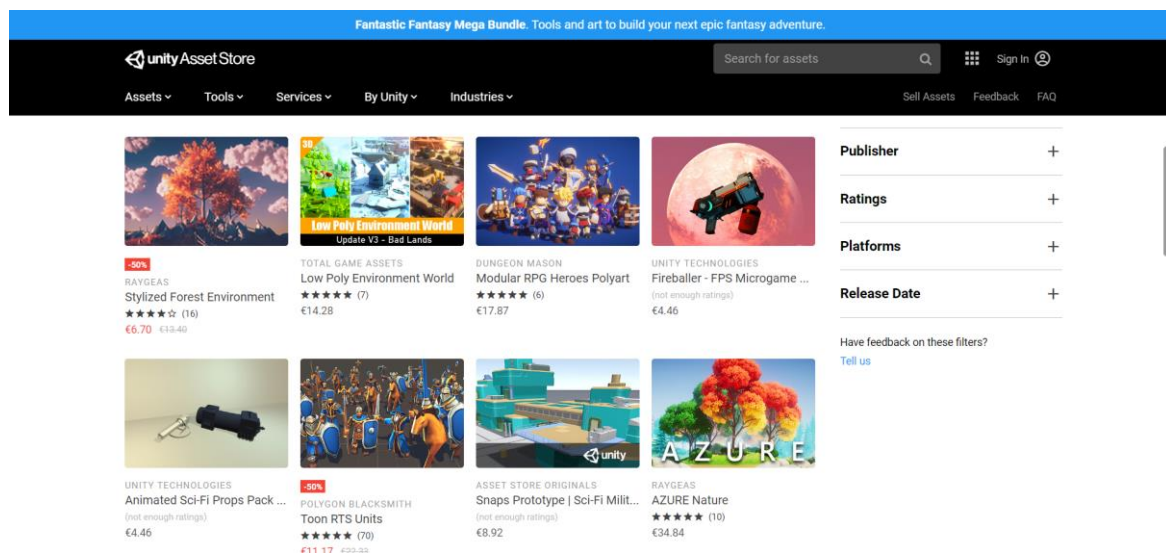 Fantastic Fantasy Mega Bundle. Tools and art to build your next epic fantasy adventure.
unity Asset Store
Search for assets
Sign In
Assets
Tools
Services
By Unity
Industries
Sell Assets
Feedback
FAQ
3D
Low Poly Environment World
Update V3 - Bad Lands
-50%
RAYGEAS
Stylized Forest Environment
(16)
€6.70 €13.40
TOTAL GAME ASSETS
Low Poly Environment World
(7)
€14.28
DUNGEON MASON
Modular RPG Heroes Polyart
(6)
€17.87
UNITY TECHNOLOGIES
Fireballer - FPS Microgame ...
(not enough ratings)
€4.46
Publisher
Ratings
Platforms
Release Date
Have feedback on these filters?
Tell us
unity
AZURE
UNITY TECHNOLOGIES
Animated Sci-Fi Props Pack ...
(not enough ratings)
€4.46
-50%
POLYGON BLACKSMITH
Toon RTS Units
(70)
€11.17 €22.33
ASSET STORE ORIGINALS
Snaps Prototype | Sci-Fi Milit...
(not enough ratings)
€8.92
RAYGEAS
AZURE Nature
(10)
€34.84